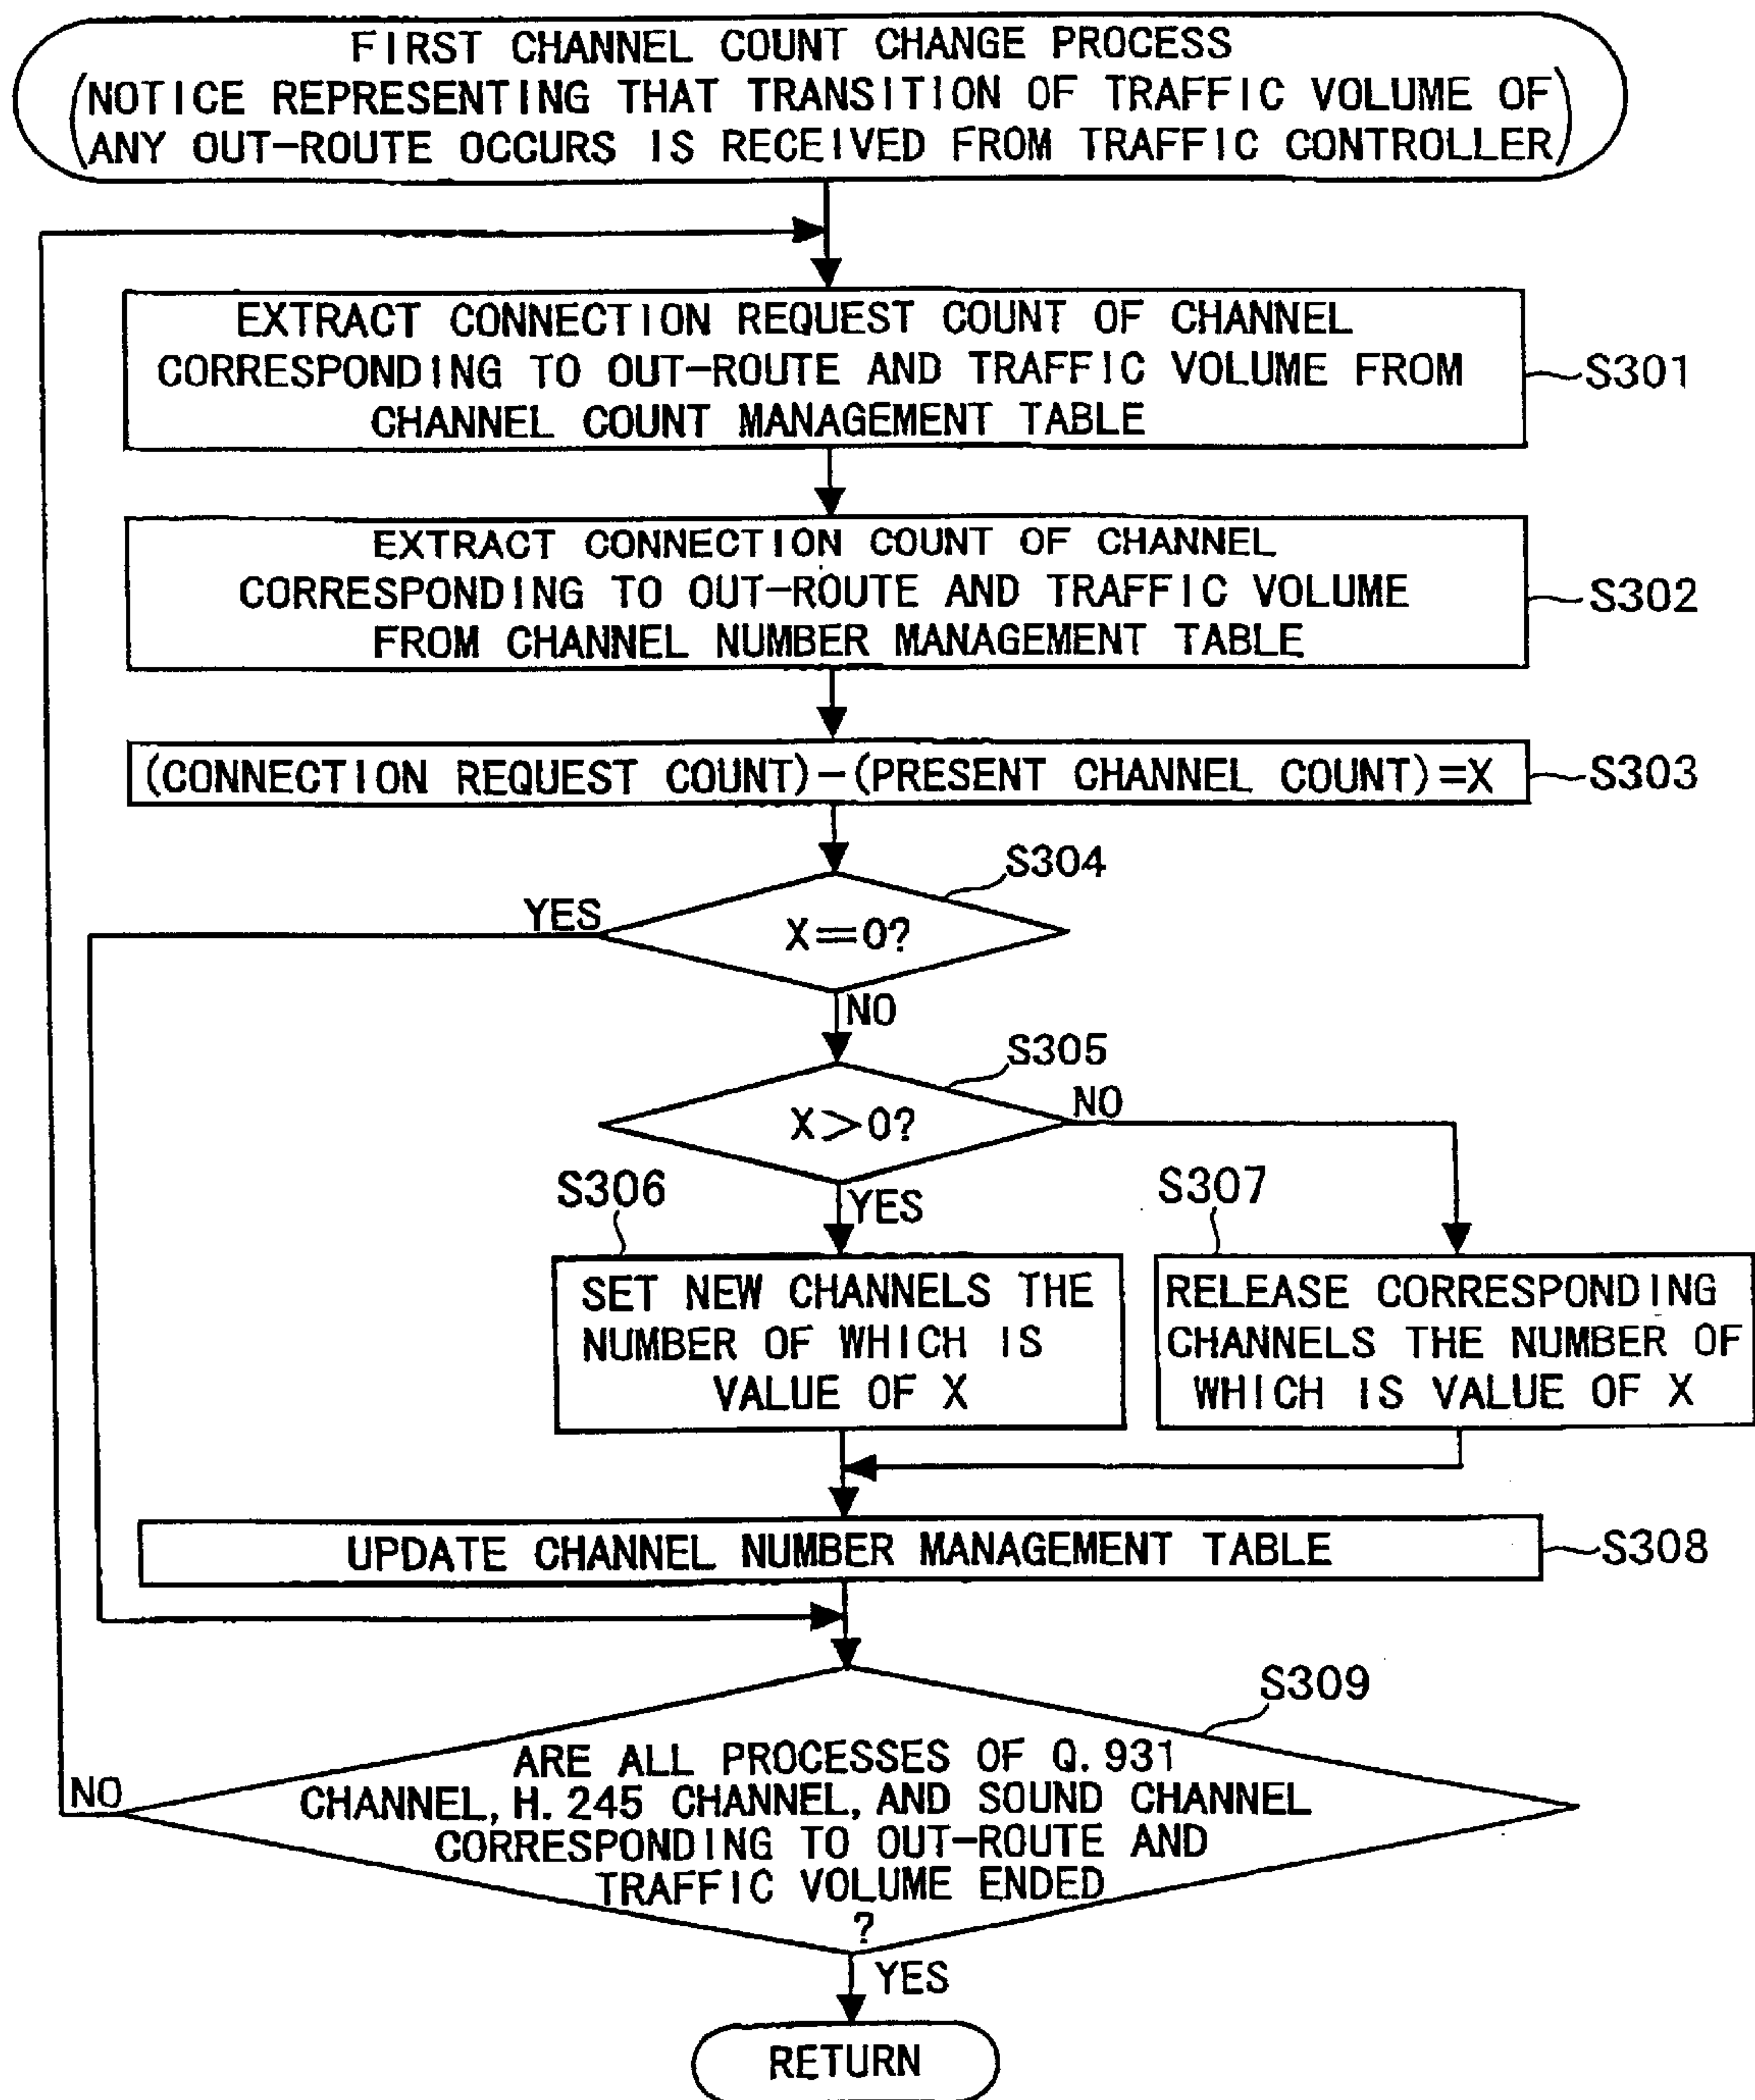 FIRST CHANNEL COUNT CHANGE PROCESS
(NOTICE REPRESENTING THAT TRANSITION OF TRAFFIC VOLUME OF
ANY OUT-ROUTE OCCURS IS RECEIVED FROM TRAFFIC CONTROLLER)
EXTRACT CONNECTION REQUEST COUNT OF CHANNEL
CORRESPONDING TO OUT-ROUTE AND TRAFFIC VOLUME FROM
CHANNEL COUNT MANAGEMENT TABLE
S301
EXTRACT CONNECTION COUNT OF CHANNEL
CORRESPONDING TO OUT-ROUTE AND TRAFFIC VOLUME
FROM CHANNEL NUMBER MANAGEMENT TABLE
S302
(CONNECTION REQUEST COUNT)-(PRESENT CHANNEL COUNT)=X
S303
S304
YES
X==0?
NO
S305
X>0?
NO
S306
YES
S307
SET NEW CHANNELS THE
NUMBER OF WHICH IS
VALUE OF X
RELEASE CORRESPONDING
CHANNELS THE NUMBER OF
WHICH IS VALUE OF X
UPDATE CHANNEL NUMBER MANAGEMENT TABLE
S308
S309
ARE ALL PROCESSES OF Q.931
CHANNEL, H.245 CHANNEL, AND SOUND CHANNEL
CORRESPONDING TO OUT-ROUTE AND
TRAFFIC VOLUME ENDED
?
NO
YES
RETURN